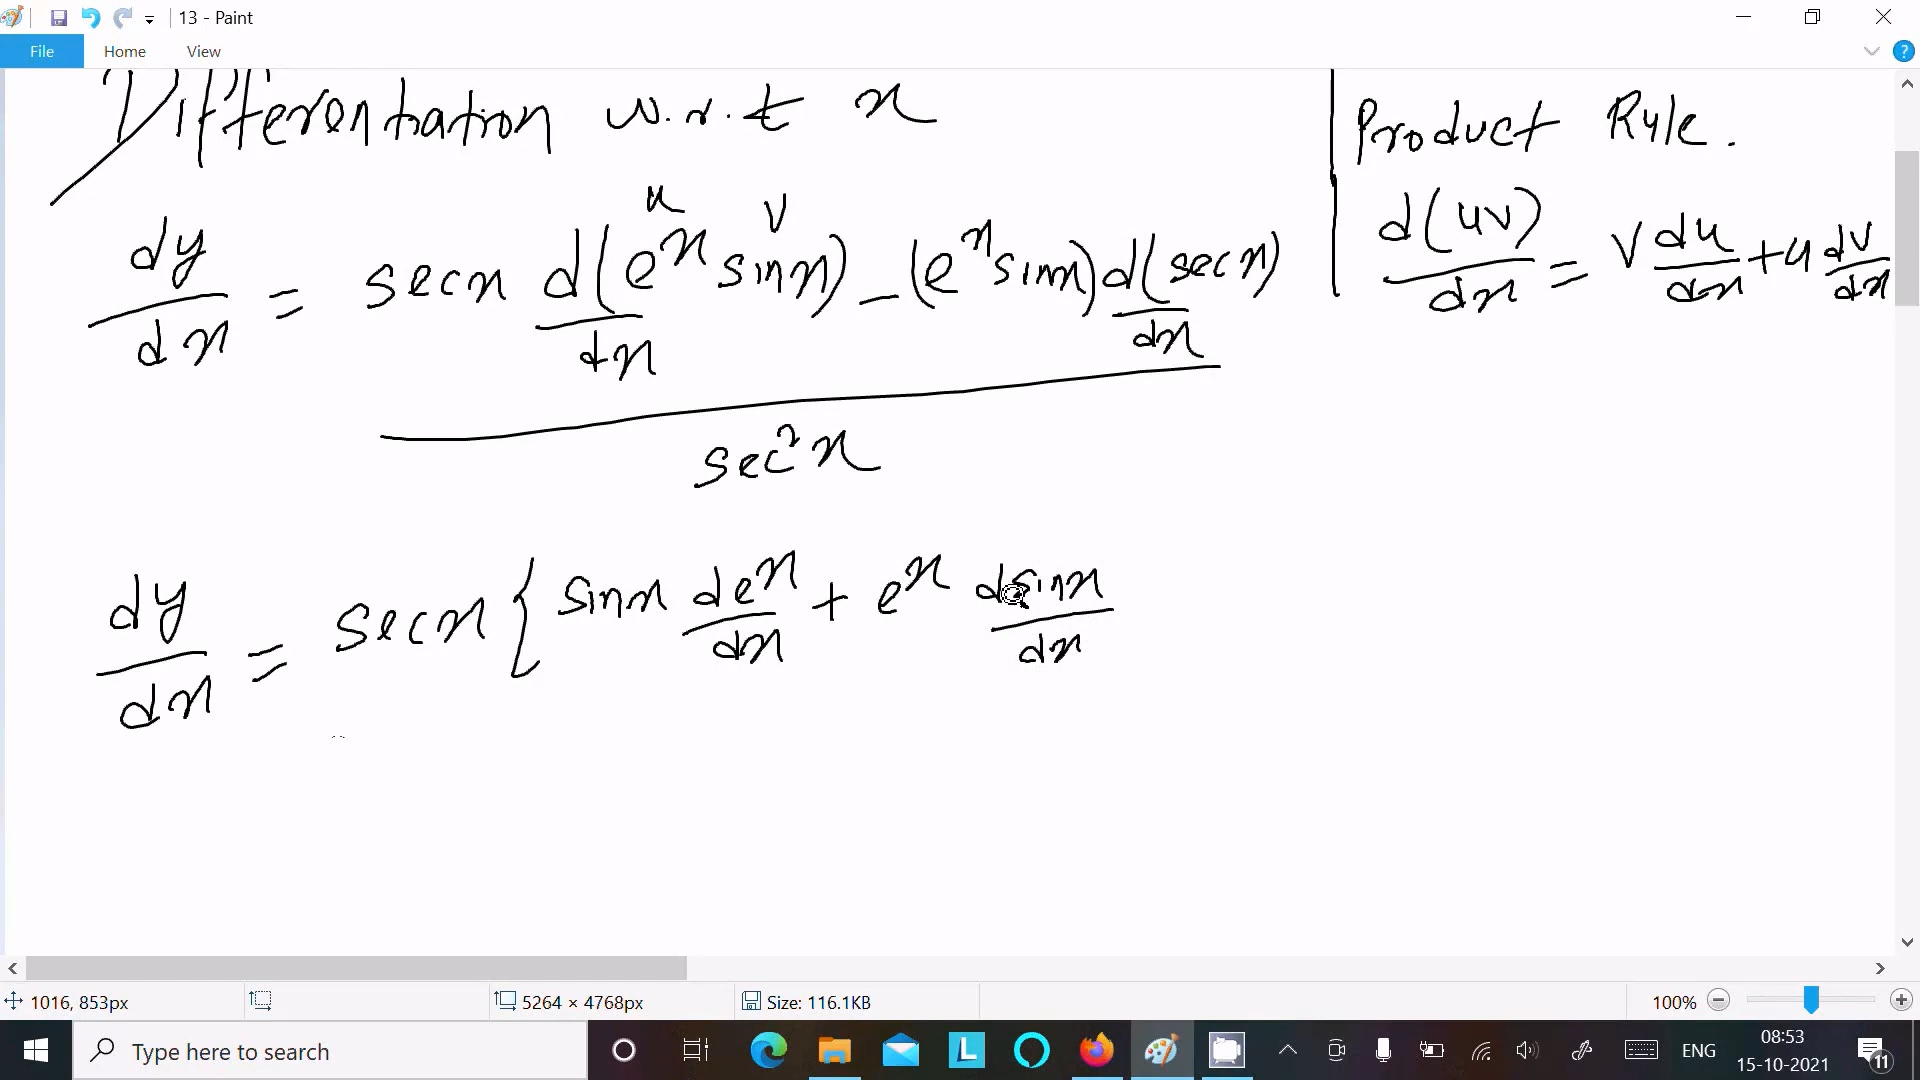 13 - Paint
File Home View
Differentiation w.r.t x
Product Rule.
u v
dy/dx = secx d(e^x sinx)/dx - (e^x sinx) d(secx)/dx
sec²x
d(uv)/dx = v du/dx + u dv/dx
dy/dx = secx { sinx de^x/dx + e^x dsinx/dx
1016, 853px
5264 × 4768px
Size: 116.1KB
100%
Type here to search
L
ENG
08:53
15-10-2021
11